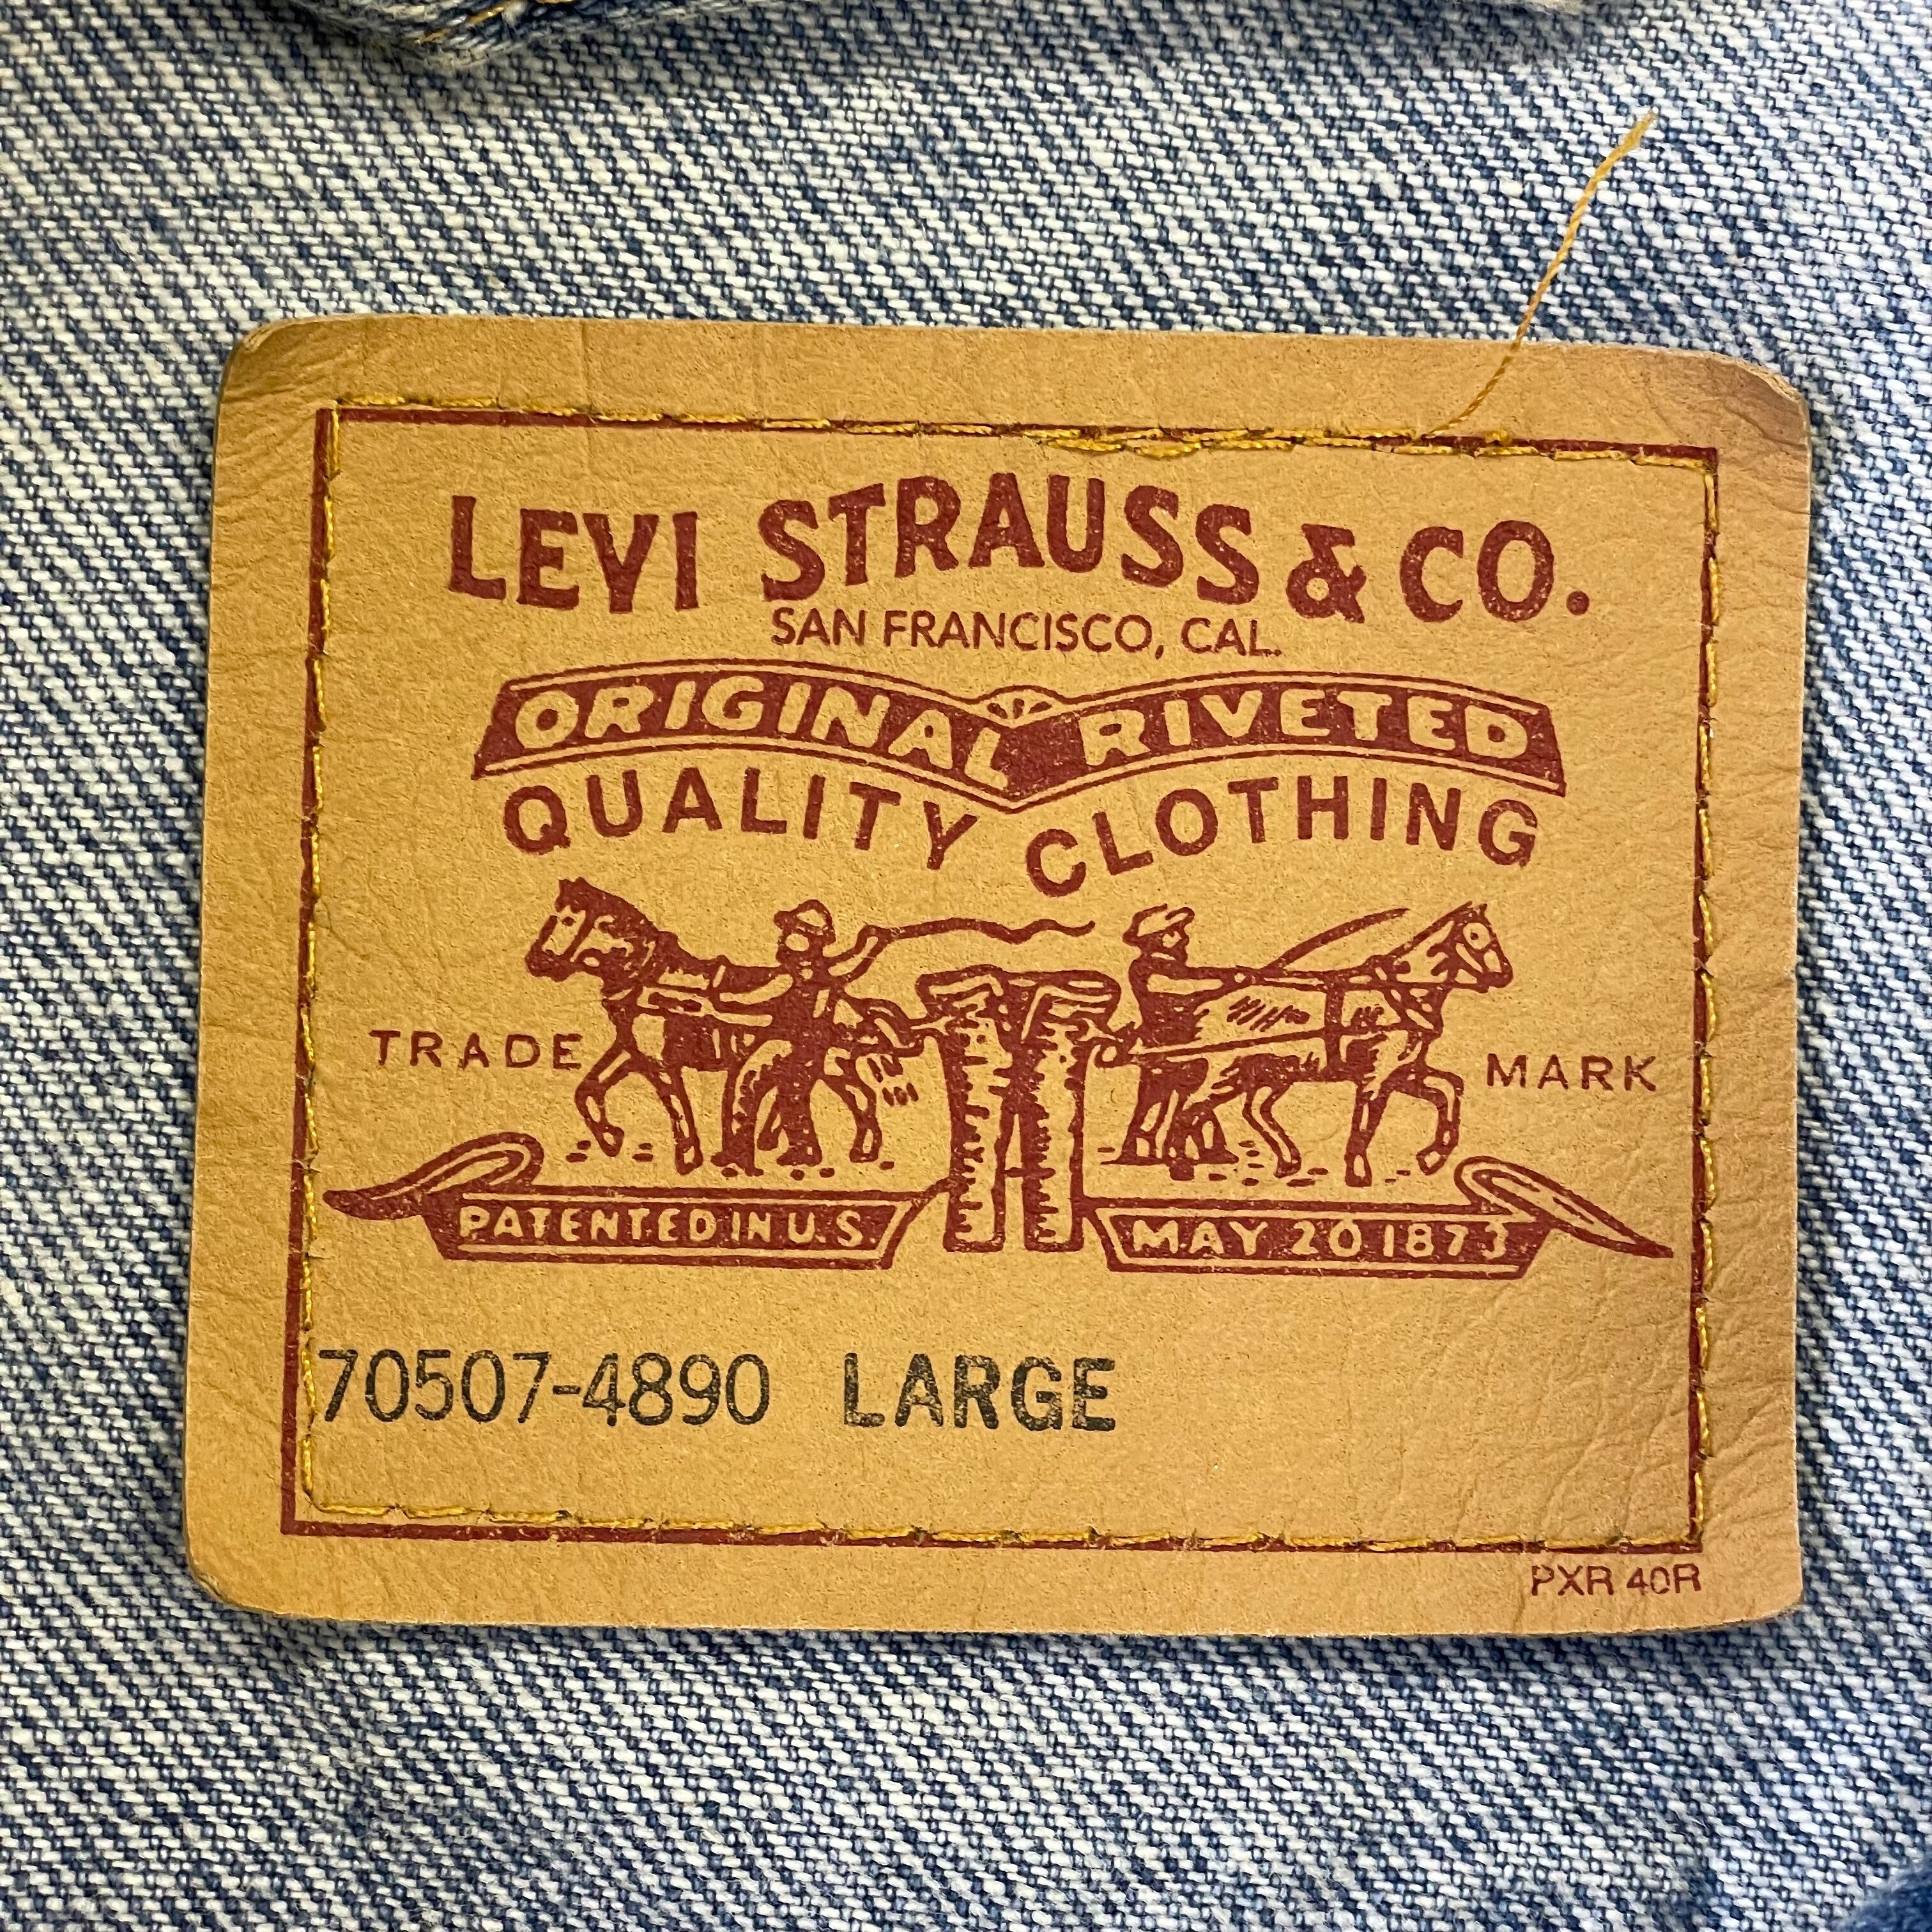 LEVI STRAUSS & CO.
SAN FRANCISCO, CAL.
ORIGINAL RIVETED
QUALITY CLOTHING
TRADE MARK
PATENTED IN U.S. MAY 20 1873
70507-4890 LARGE
PXR 40R